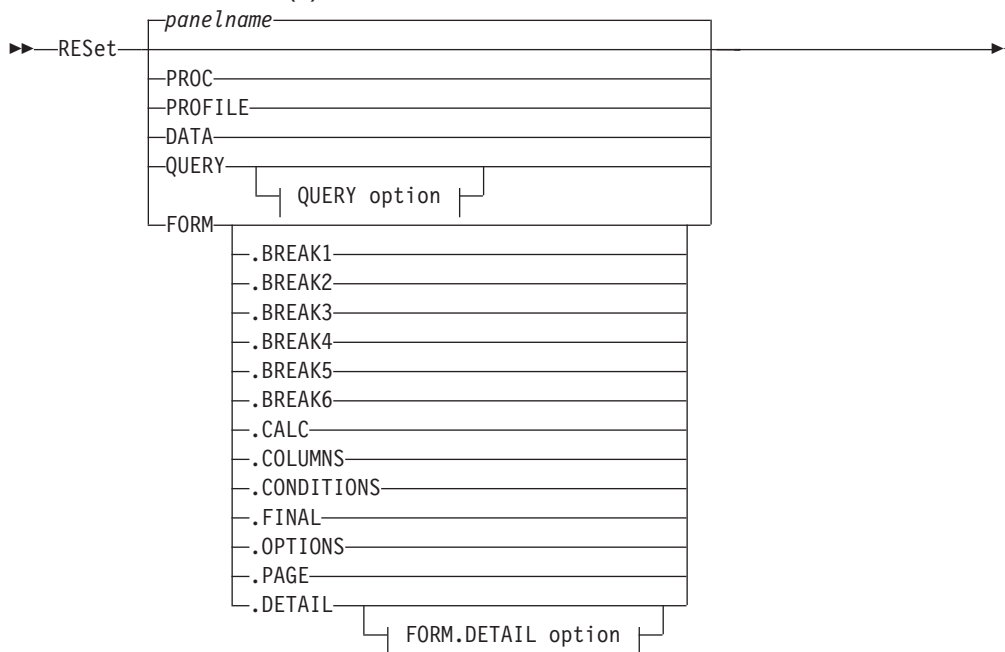 panelname
RESet
PROC
PROFILE
DATA
QUERY
QUERY option
FORM
.BREAK1
.BREAK2
.BREAK3
.BREAK4
.BREAK5
.BREAK6
.CALC
.COLUMNS
.CONDITIONS
.FINAL
.OPTIONS
.PAGE
.DETAIL
FORM.DETAIL option